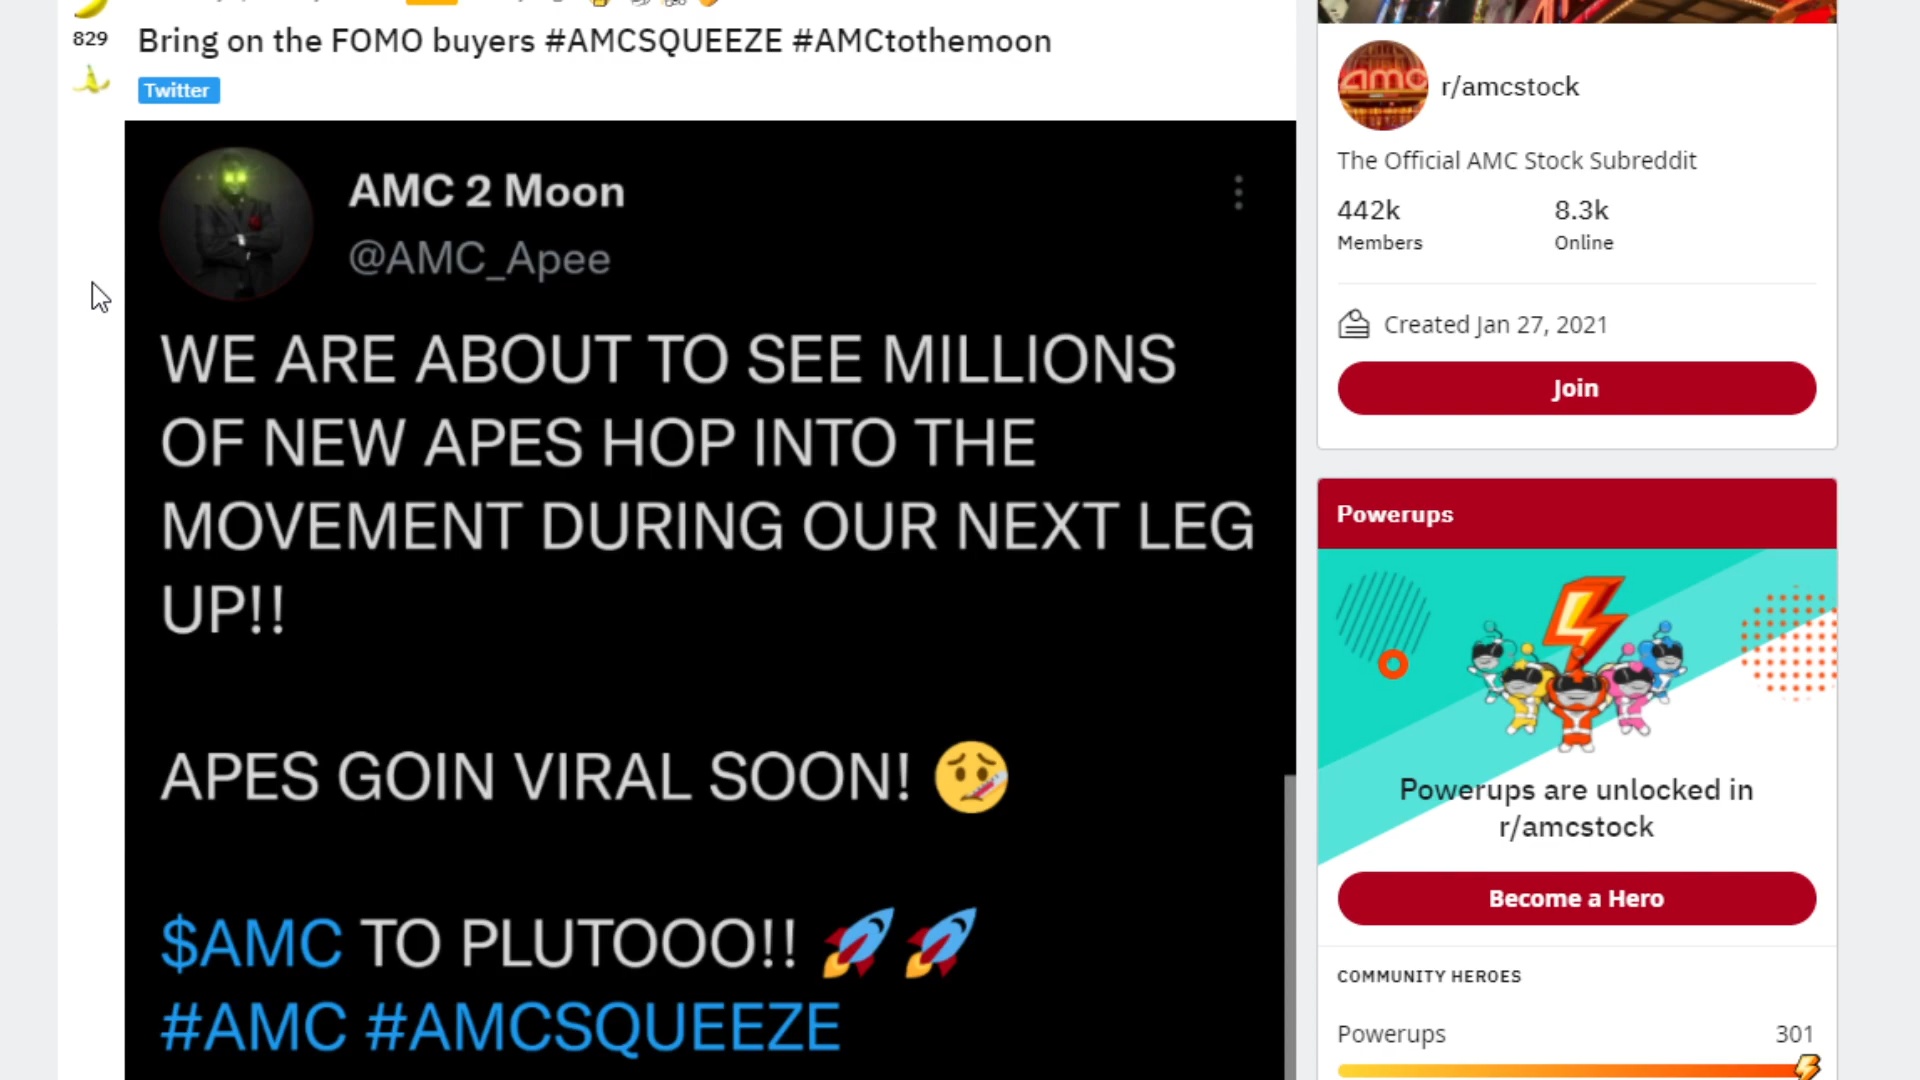 829
Bring on the FOMO buyers #AMCSQUEEZE #AMCtothemoon
Twitter
AMC 2 Moon
@AMC_Apee
WE ARE ABOUT TO SEE MILLIONS
OF NEW APES HOP INTO THE
MOVEMENT DURING OUR NEXT LEG
UP!!
APES GOIN VIRAL SOON! 🤒
$AMC TO PLUTOOO!! 🚀🚀
#AMC #AMCSQUEEZE
amc
r/amcstock
The Official AMC Stock Subreddit
442k
8.3k
Members
Online
Created Jan 27, 2021
Join
Powerups
Powerups are unlocked in
r/amcstock
Become a Hero
COMMUNITY HEROES
Powerups
301